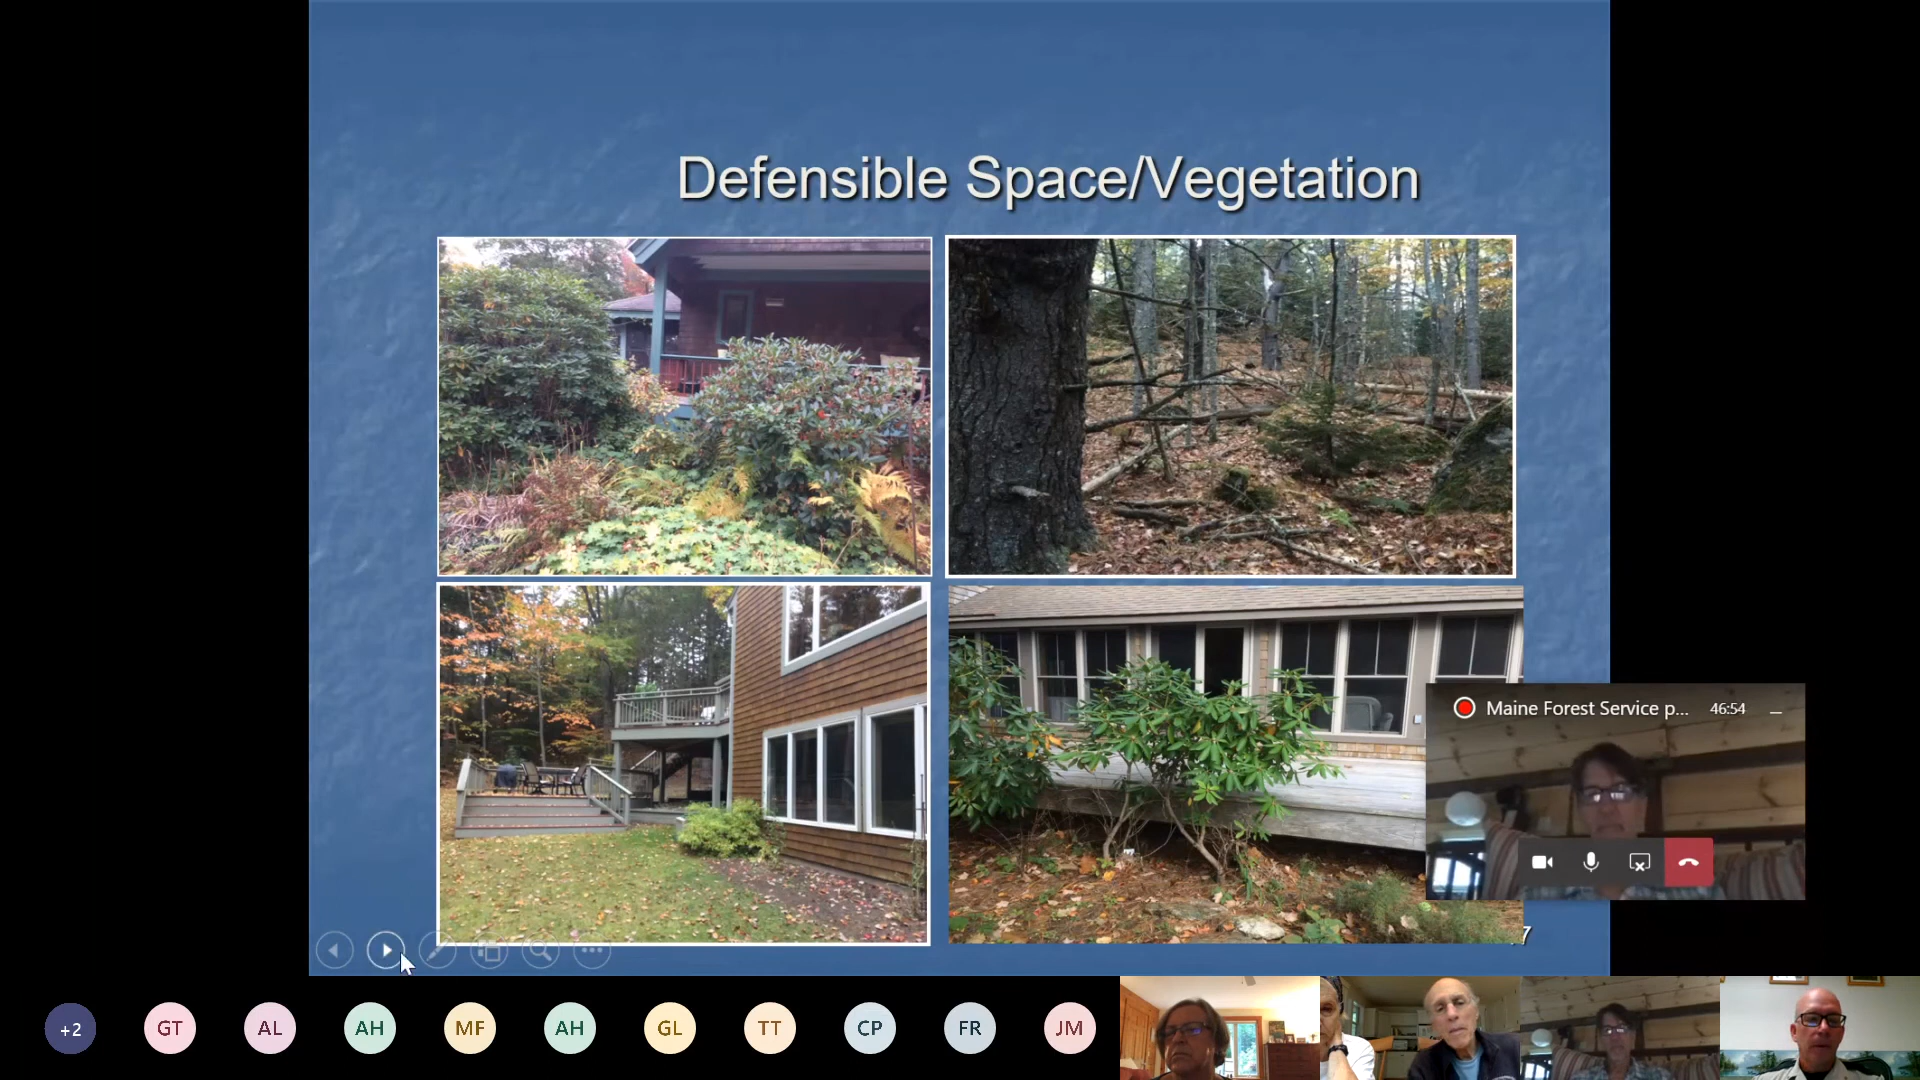 Defensible Space/Vegetation
Maine Forest Service p... 46:54
7
+2 GT AL AH MF AH GL TT CP FR JM